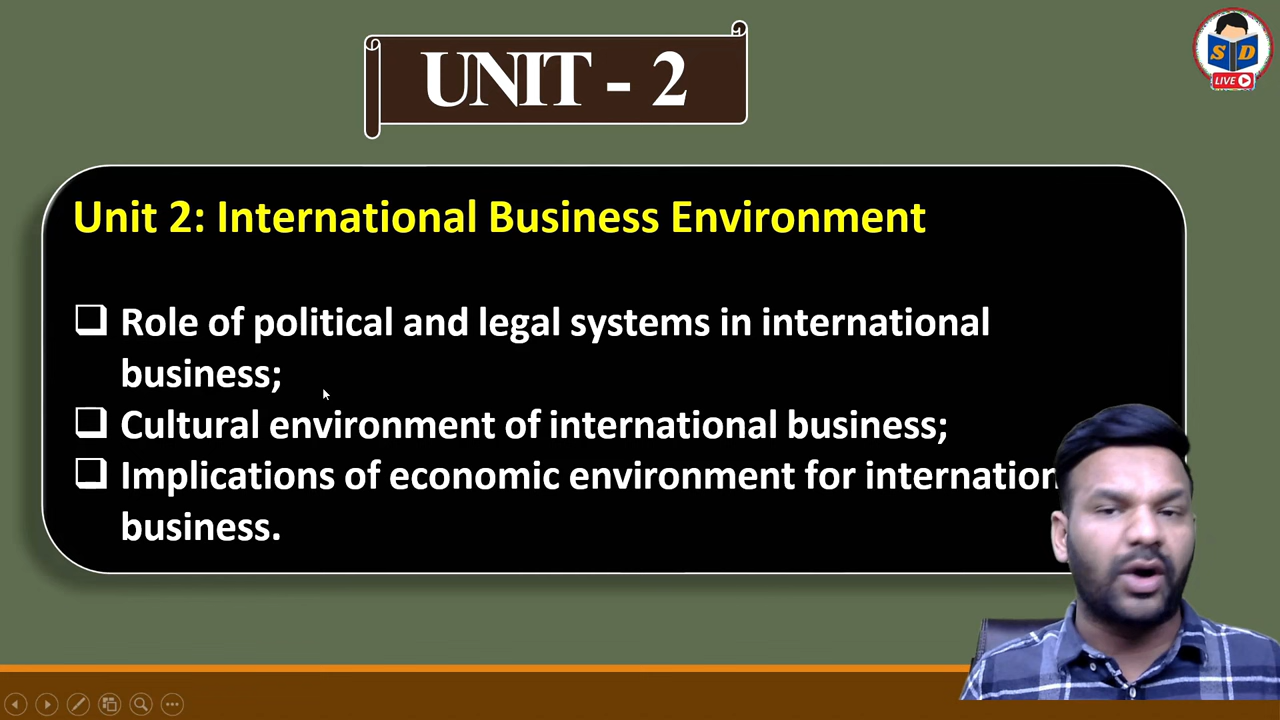 S D
LIVE
UNIT - 2
Unit 2: International Business Environment
Role of political and legal systems in international
business;
Cultural environment of international business;
Implications of economic environment for internation
business.